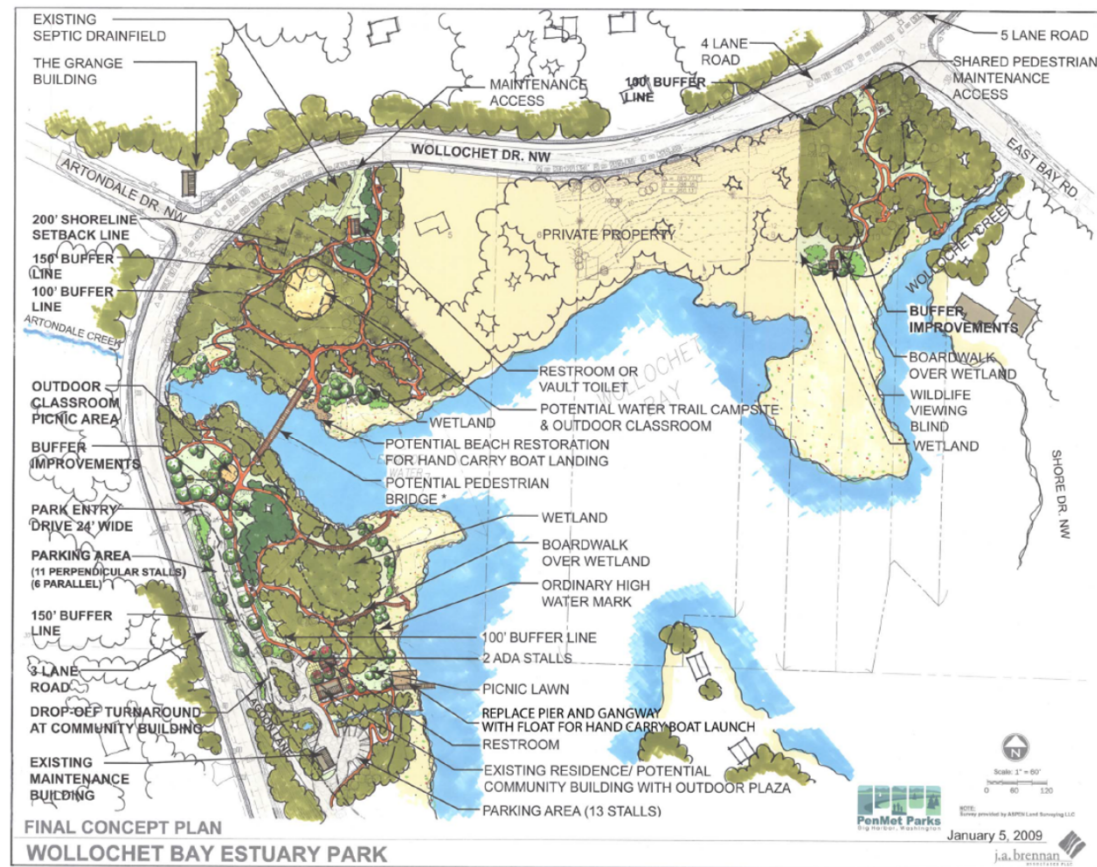 EXISTING
SEPTIC DRAINFIELD
THE GRANGE
BUILDING
MAINTENANCE
ACCESS
4 LANE
ROAD
100' BUFFER
LINE
5 LANE ROAD
SHARED PEDESTRIAN
MAINTENANCE
ACCESS
WOLLOCHET DR. NW
EAST BAY RD
ARTONDALE DR. NW
200' SHORELINE
SETBACK LINE
150' BUFFER
LINE
100' BUFFER
LINE
ARTONDALE CREEK
PRIVATE PROPERTY
WOLLOCHET CREEK
BUFFER
IMPROVEMENTS
BOARDWALK
OVER WETLAND
WILDLIFE
VIEWING
BLIND
WETLAND
SHORE DR. NW
WOLLOCHET
BAY
RESTROOM OR
VAULT TOILET
POTENTIAL WATER TRAIL CAMPSITE
& OUTDOOR CLASSROOM
WETLAND
POTENTIAL BEACH RESTORATION
FOR HAND CARRY BOAT LANDING
POTENTIAL PEDESTRIAN
BRIDGE *
WATER
OUTDOOR
CLASSROOM
PICNIC AREA
BUFFER
IMPROVEMENTS
PARK ENTRY
DRIVE 24' WIDE
PARKING AREA
(11 PERPENDICULAR STALLS)
(6 PARALLEL)
150' BUFFER
LINE
3 LANE
ROAD
DROP-OFF TURNAROUND
AT COMMUNITY BUILDING
EXISTING
MAINTENANCE
BUILDING
WETLAND
BOARDWALK
OVER WETLAND
ORDINARY HIGH
WATER MARK
100' BUFFER LINE
2 ADA STALLS
PICNIC LAWN
REPLACE PIER AND GANGWAY
WITH FLOAT FOR HAND CARRY BOAT LAUNCH
RESTROOM
EXISTING RESIDENCE/ POTENTIAL
COMMUNITY BUILDING WITH OUTDOOR PLAZA
PARKING AREA (13 STALLS)
N
Scale: 1" = 60'
0 60 120
NOTE:
Survey provided by ASPEN Land Surveying LLC
PenMet Parks
Gig Harbor, Washington
January 5, 2009
j.a. brennan
FINAL CONCEPT PLAN
WOLLOCHET BAY ESTUARY PARK